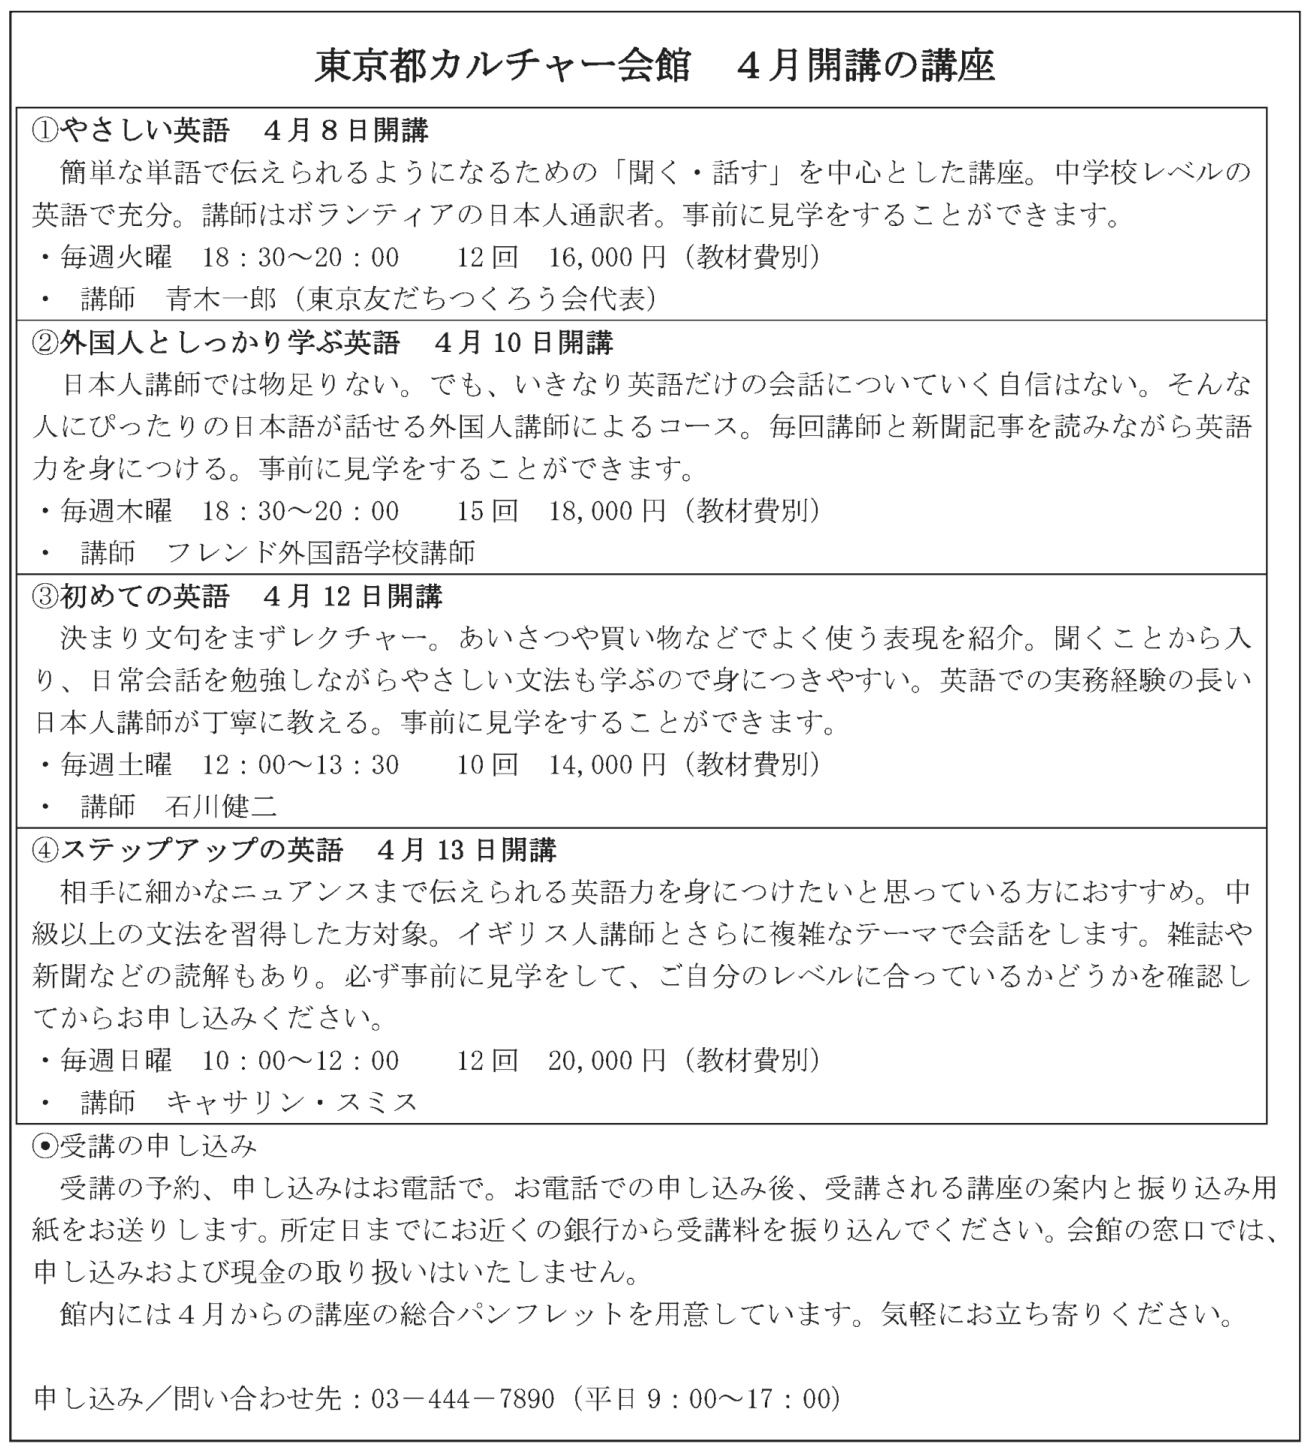 東京都カルチャー会館　４月開講の講座
①やさしい英語　４月８日開講
　簡単な単語で伝えられるようになるための「聞く・話す」を中心とした講座。中学校レベルの
英語で充分。講師はボランティアの日本人通訳者。事前に見学をすることができます。
・毎週火曜　18：30～20：00　　12回　16,000円（教材費別）
・　講師　青木一郎（東京友だちつくろう会代表）
②外国人としっかり学ぶ英語　４月10日開講
　日本人講師では物足りない。でも、いきなり英語だけの会話についていく自信はない。そんな
人にぴったりの日本語が話せる外国人講師によるコース。毎回講師と新聞記事を読みながら英語
力を身につける。事前に見学をすることができます。
・毎週木曜　18：30～20：00　　15回　18,000円（教材費別）
・　講師　フレンド外国語学校講師
③初めての英語　４月12日開講
　決まり文句をまずレクチャー。あいさつや買い物などでよく使う表現を紹介。聞くことから入
り、日常会話を勉強しながらやさしい文法も学ぶので身につきやすい。英語での実務経験の長い
日本人講師が丁寧に教える。事前に見学をすることができます。
・毎週土曜　12：00～13：30　　10回　14,000円（教材費別）
・　講師　石川健二
④ステップアップの英語　４月13日開講
　相手に細かなニュアンスまで伝えられる英語力を身につけたいと思っている方におすすめ。中
級以上の文法を習得した方対象。イギリス人講師とさらに複雑なテーマで会話をします。雑誌や
新聞などの読解もあり。必ず事前に見学をして、ご自分のレベルに合っているかどうかを確認し
てからお申し込みください。
・毎週日曜　10：00～12：00　　12回　20,000円（教材費別）
・　講師　キャサリン・スミス
⦿受講の申し込み
　受講の予約、申し込みはお電話で。お電話での申し込み後、受講される講座の案内と振り込み用
紙をお送りします。所定日までにお近くの銀行から受講料を振り込んでください。会館の窓口では、
申し込みおよび現金の取り扱いはいたしません。
　館内には４月からの講座の総合パンフレットを用意しています。気軽にお立ち寄りください。
申し込み／問い合わせ先：03－444－7890（平日9：00～17：00）